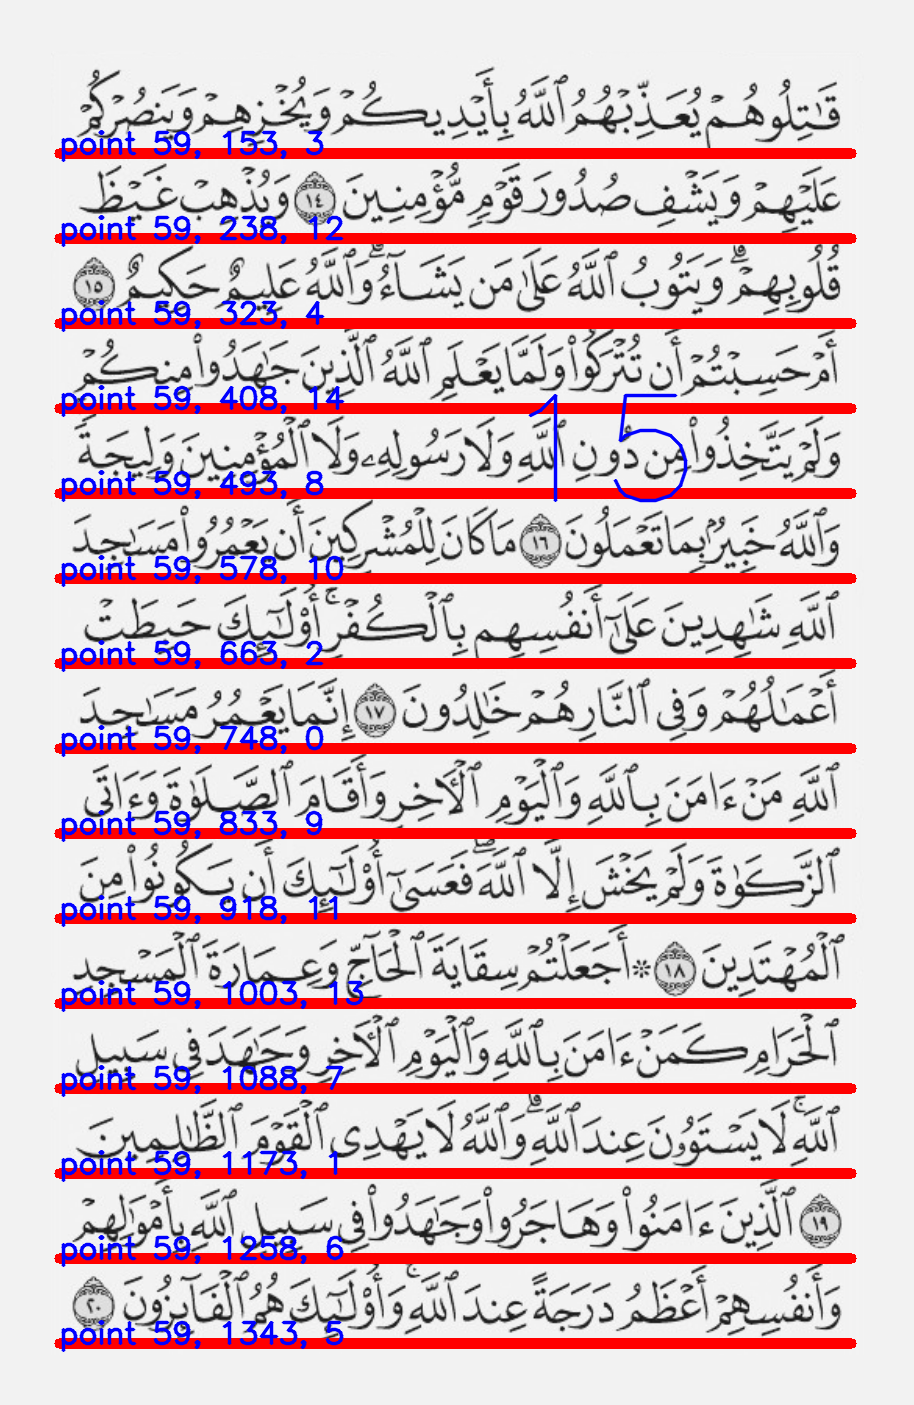 قَٰتِلُوهُمْ يُعَذِّبْهُمُ ٱللَّهُ بِأَيْدِيكُمْ وَيُخْزِهِمْ وَيَنصُرْكُمْ
point 59, 153, 3
عَلَيْهِمْ وَيَشْفِ صُدُورَ قَوْمٍ مُّؤْمِنِينَ ١٤ وَيُذْهِبْ غَيْظَ
point 59, 238, 12
قُلُوبِهِمْ ۗ وَيَتُوبُ ٱللَّهُ عَلَىٰ مَن يَشَآءُ ۗ وَٱللَّهُ عَلِيمٌ حَكِيمٌ ١٥
point 59, 323, 4
أَمْ حَسِبْتُمْ أَن تُتْرَكُوا۟ وَلَمَّا يَعْلَمِ ٱللَّهُ ٱلَّذِينَ جَٰهَدُوا۟ مِنكُمْ
point 59, 408, 14
15
وَلَمْ يَتَّخِذُوا۟ مِن دُونِ ٱللَّهِ وَلَا رَسُولِهِۦ وَلَا ٱلْمُؤْمِنِينَ وَلِيجَةً ۚ
point 59, 493, 8
وَٱللَّهُ خَبِيرٌۢ بِمَا تَعْمَلُونَ ١٦ مَا كَانَ لِلْمُشْرِكِينَ أَن يَعْمُرُوا۟ مَسَٰجِدَ
point 59, 578, 10
ٱللَّهِ شَٰهِدِينَ عَلَىٰٓ أَنفُسِهِم بِٱلْكُفْرِ ۚ أُو۟لَٰٓئِكَ حَبِطَتْ
point 59, 663, 2
أَعْمَٰلُهُمْ وَفِى ٱلنَّارِ هُمْ خَٰلِدُونَ ١٧ إِنَّمَا يَعْمُرُ مَسَٰجِدَ
point 59, 748, 0
ٱللَّهِ مَنْ ءَامَنَ بِٱللَّهِ وَٱلْيَوْمِ ٱلْءَاخِرِ وَأَقَامَ ٱلصَّلَوٰةَ وَءَاتَى
point 59, 833, 9
ٱلزَّكَوٰةَ وَلَمْ يَخْشَ إِلَّا ٱللَّهَ ۖ فَعَسَىٰٓ أُو۟لَٰٓئِكَ أَن يَكُونُوا۟ مِنَ
point 59, 918, 11
ٱلْمُهْتَدِينَ ١٨ ۞ أَجَعَلْتُمْ سِقَايَةَ ٱلْحَآجِّ وَعِمَارَةَ ٱلْمَسْجِدِ
point 59, 1003, 13
ٱلْحَرَامِ كَمَنْ ءَامَنَ بِٱللَّهِ وَٱلْيَوْمِ ٱلْءَاخِرِ وَجَٰهَدَ فِى سَبِيلِ
point 59, 1088, 7
ٱللَّهِ ۚ لَا يَسْتَوُۥنَ عِندَ ٱللَّهِ ۗ وَٱللَّهُ لَا يَهْدِى ٱلْقَوْمَ ٱلظَّٰلِمِينَ
point 59, 1173, 1
١٩ ٱلَّذِينَ ءَامَنُوا۟ وَهَاجَرُوا۟ وَجَٰهَدُوا۟ فِى سَبِيلِ ٱللَّهِ بِأَمْوَٰلِهِمْ
point 59, 1258, 6
وَأَنفُسِهِمْ أَعْظَمُ دَرَجَةً عِندَ ٱللَّهِ ۚ وَأُو۟لَٰٓئِكَ هُمُ ٱلْفَآئِزُونَ ٢٠
point 59, 1343, 5